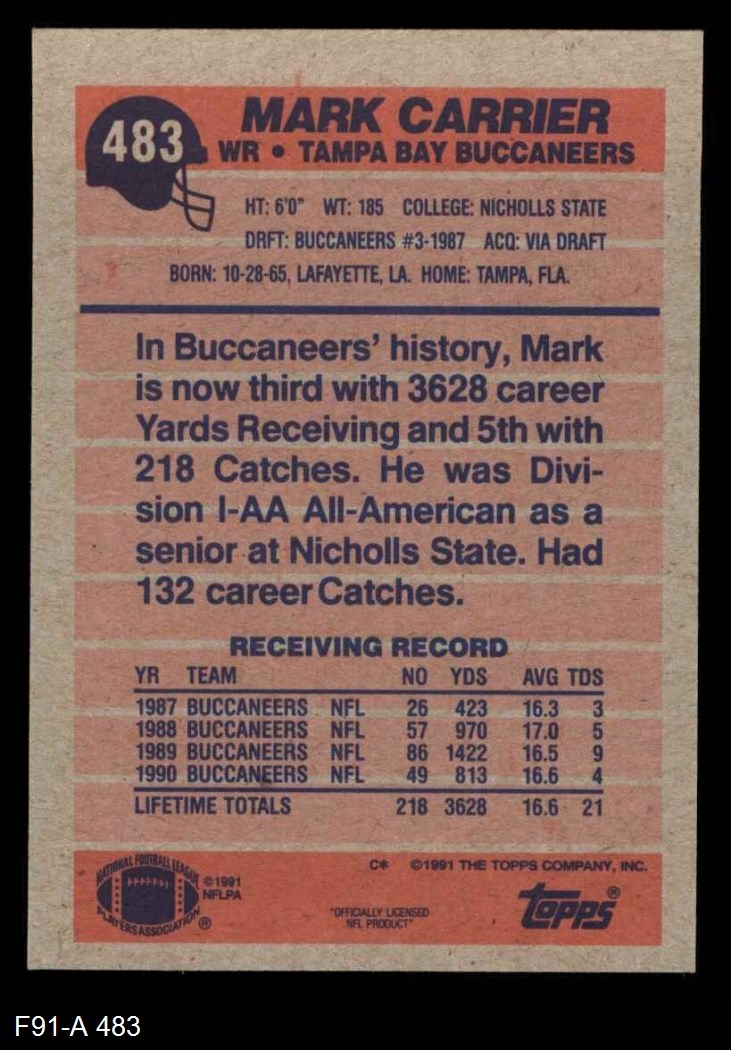 483
MARK CARRIER
WR • TAMPA BAY BUCCANEERS
HT: 6'0" WT: 185 COLLEGE: NICHOLLS STATE
DRFT: BUCCANEERS #3-1987 ACQ: VIA DRAFT
BORN: 10-28-65, LAFAYETTE, LA. HOME: TAMPA, FLA.
In Buccaneers' history, Mark
is now third with 3628 career
Yards Receiving and 5th with
218 Catches. He was Divi-
sion I-AA All-American as a
senior at Nicholls State. Had
132 career Catches.
RECEIVING RECORD
YR TEAM NO YDS AVG TDS
1987 BUCCANEERS NFL 26 423 16.3 3
1988 BUCCANEERS NFL 57 970 17.0 5
1989 BUCCANEERS NFL 86 1422 16.5 9
1990 BUCCANEERS NFL 49 813 16.6 4
LIFETIME TOTALS 218 3628 16.6 21
NATIONAL FOOTBALL LEAGUE
PLAYERS ASSOCIATION ®
©1991
NFLPA
C* ©1991 THE TOPPS COMPANY, INC.
"OFFICIALLY LICENSED
NFL PRODUCT"
topps®
F91-A 483